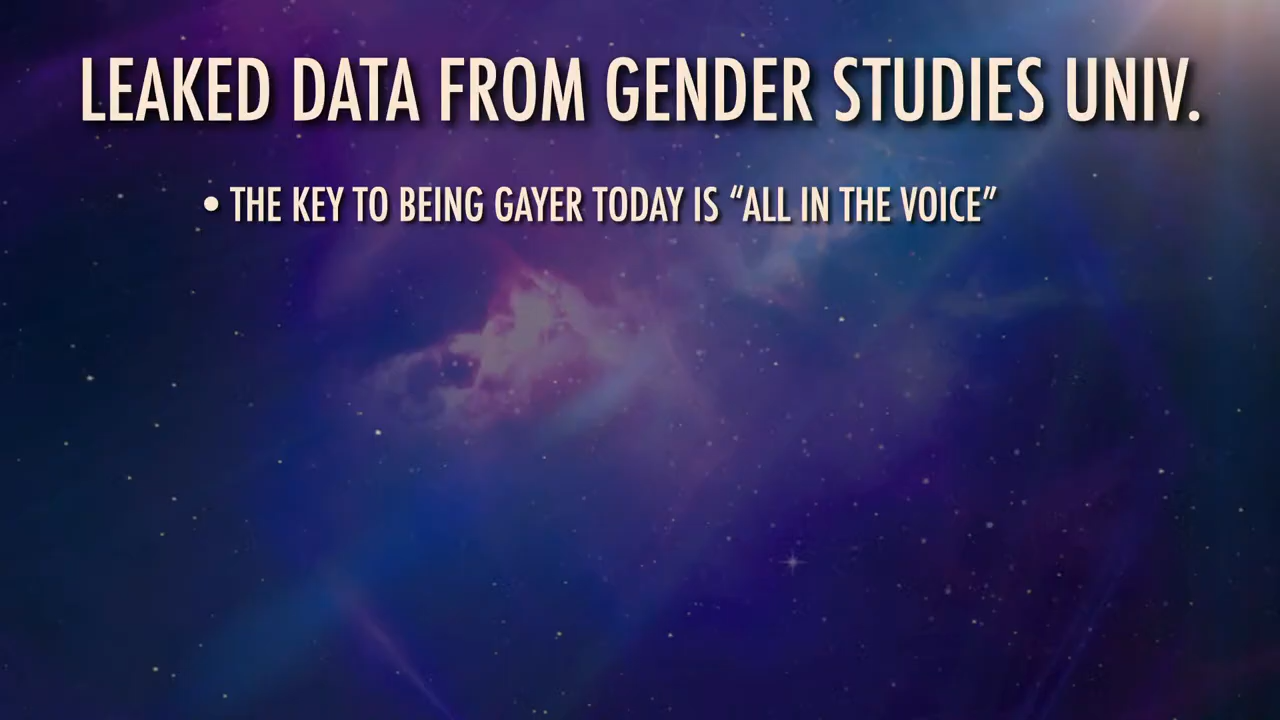 LEAKED DATA FROM GENDER STUDIES UNIV.
• THE KEY TO BEING GAYER TODAY IS “ALL IN THE VOICE”